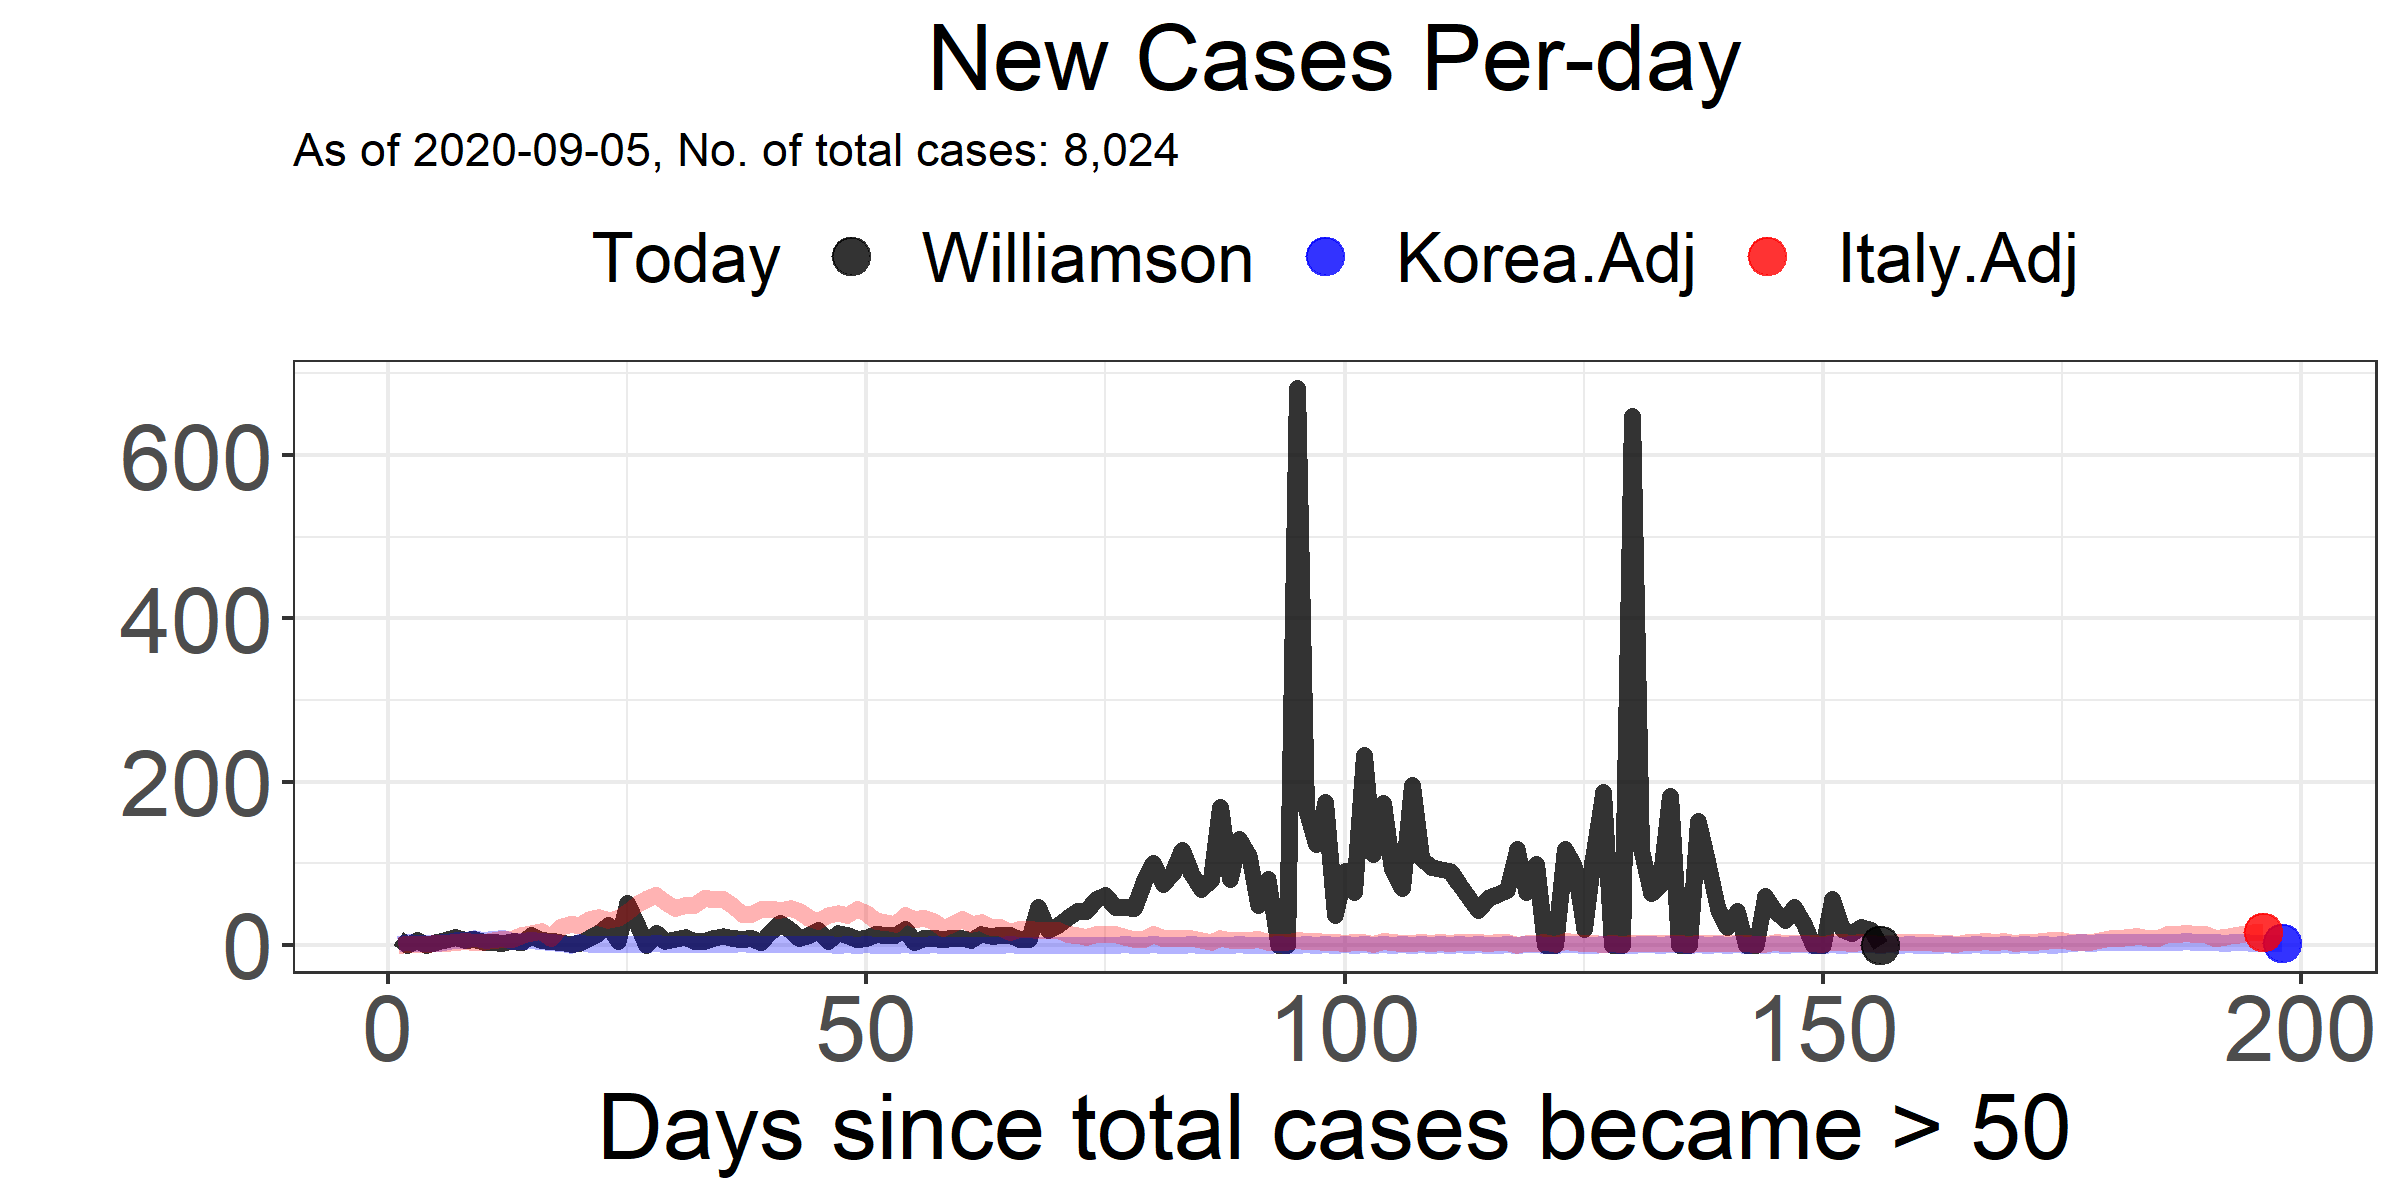 New Cases Per-day
As of 2020-09-05, No. of total cases: 8,024
Today Williamson Korea.Adj Italy.Adj
600
400
200
0
0 50 100 150 200
Days since total cases became > 50